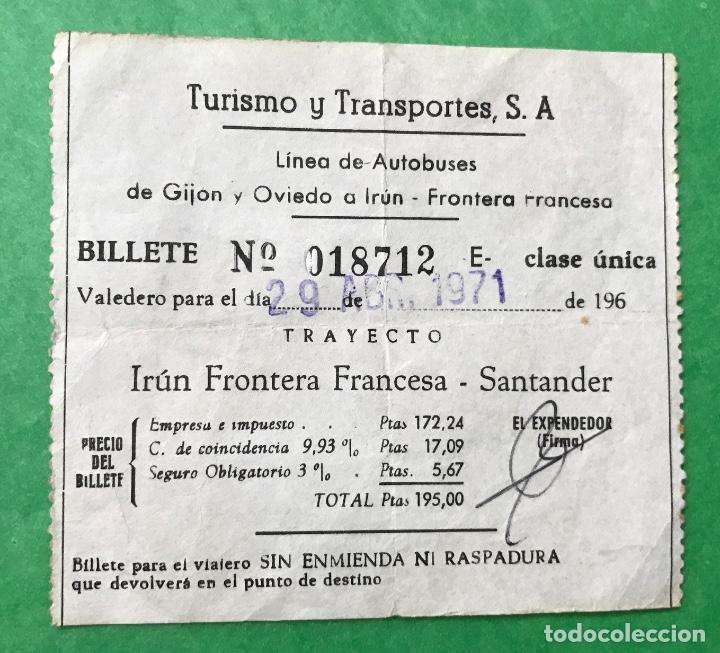 Turismo y Transportes, S. A
Línea de Autobuses
de Gijon y Oviedo a Irún - Frontera Francesa
BILLETE Nº 018712 E- clase única
Valedero para el día 29 ABR. 1971 de de 196
TRAYECTO
Irún Frontera Francesa - Santander
PRECIO DEL BILLETE
Empresa e impuesto . . Ptas 172,24
C. de coincidencia 9,93 % Ptas 17,09
Seguro Obligatorio 3 % . Ptas. 5,67
TOTAL Ptas 195,00
EL EXPENDEDOR
(Firma)
Billete para el viajero SIN ENMIENDA NI RASPADURA
que devolverá en el punto de destino
todocoleccion